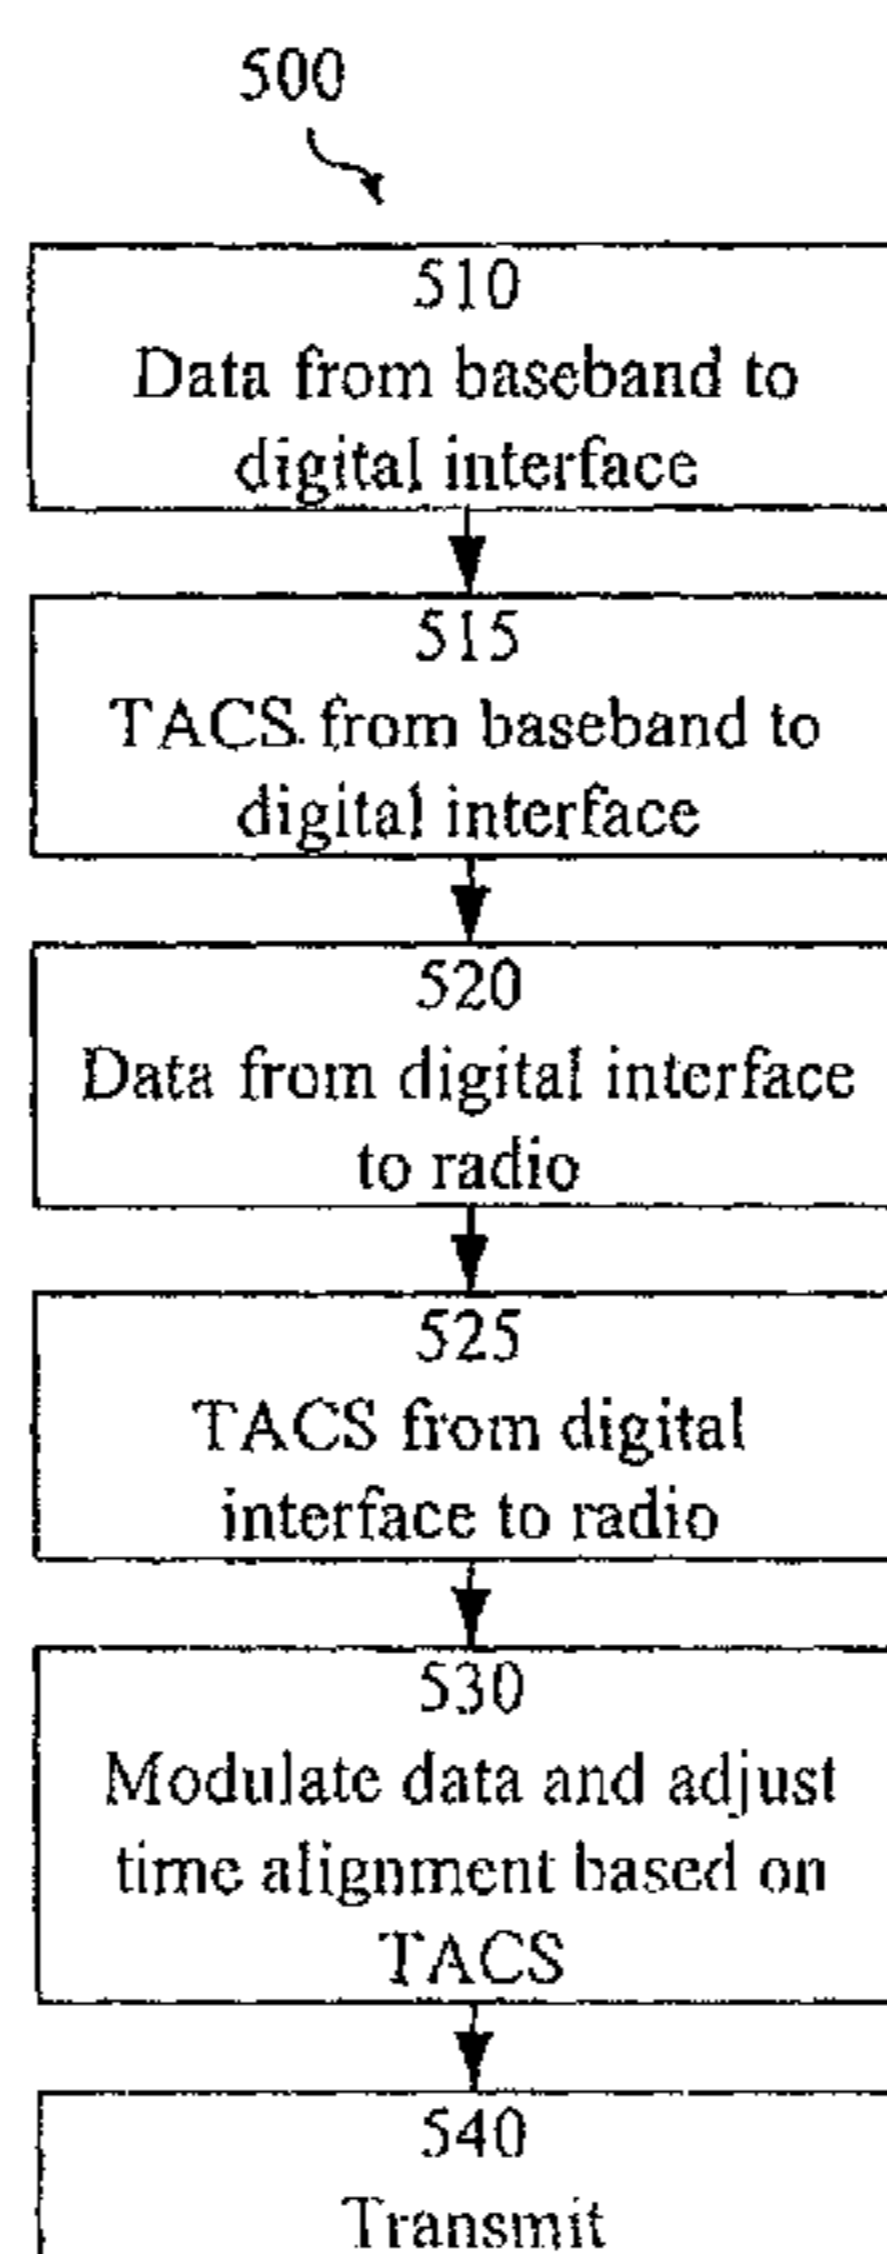 500
510
Data from baseband to
digital interface
515
TACS from baseband to
digital interface
520
Data from digital interface
to radio
525
TACS from digital
interface to radio
530
Modulate data and adjust
time alignment based on
TACS
540
Transmit